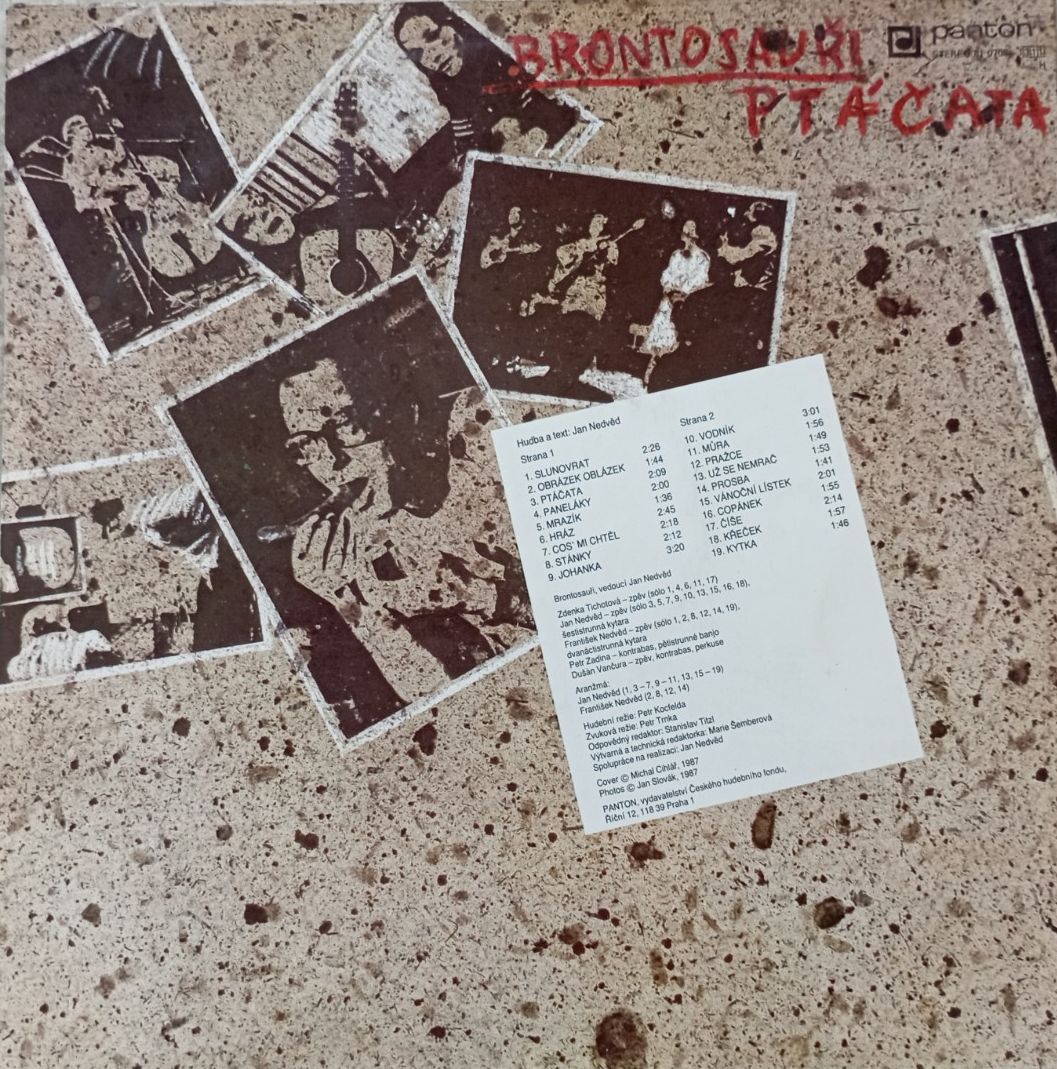 BRONTOSAUŘI
PTÁČATA
panton
STEREO
Hudba a text: Jan Nedvěd
Strana 1
1. SLUNOVRAT 2:26
2. OBRÁZEK OBLÁZEK 1:44
3. PTÁČATA 2:09
4. PANELÁKY 2:00
5. MRAZÍK 1:36
6. HRÁZ 2:45
7. COS' MI CHTĚL 2:18
8. STÁNKY 2:12
9. JOHANKA 3:20
Strana 2
10. VODNÍK 3:01
11. MŮRA 1:56
12. PRAŽCE 1:49
13. UŽ SE NEMRAČ 1:53
14. PROSBA 1:41
15. VÁNOČNÍ LÍSTEK 2:01
16. COPÁNEK 1:55
17. ČÍŠE 2:14
18. KŘEČEK 1:57
19. KYTKA 1:46
Brontosauři, vedoucí Jan Nedvěd
Zdenka Tichotová – zpěv (sólo 1, 4, 6, 11, 17)
Jan Nedvěd – zpěv (sólo 3, 5, 7, 9, 10, 13, 15, 16, 18),
šestistrunná kytara
František Nedvěd – zpěv (sólo 1, 2, 8, 12, 14, 19),
dvanáctistrunná kytara
Petr Zadina – kontrabas, pětistrunné banjo
Dušan Vančura – zpěv, kontrabas, perkuse
Aranžmá:
Jan Nedvěd (1, 3 – 7, 9 – 11, 13, 15 – 19)
František Nedvěd (2, 8, 12, 14)
Hudební režie: Petr Kocfelda
Zvuková režie: Petr Trnka
Odpovědný redaktor: Stanislav Titzl
Výtvarná a technická redaktorka: Marie Šemberová
Spolupráce na realizaci: Jan Nedvěd
Cover © Michal Cihlář, 1987
Photos © Jan Slovák, 1987
PANTON, vydavatelství Českého hudebního fondu,
Říční 12, 118 39 Praha 1